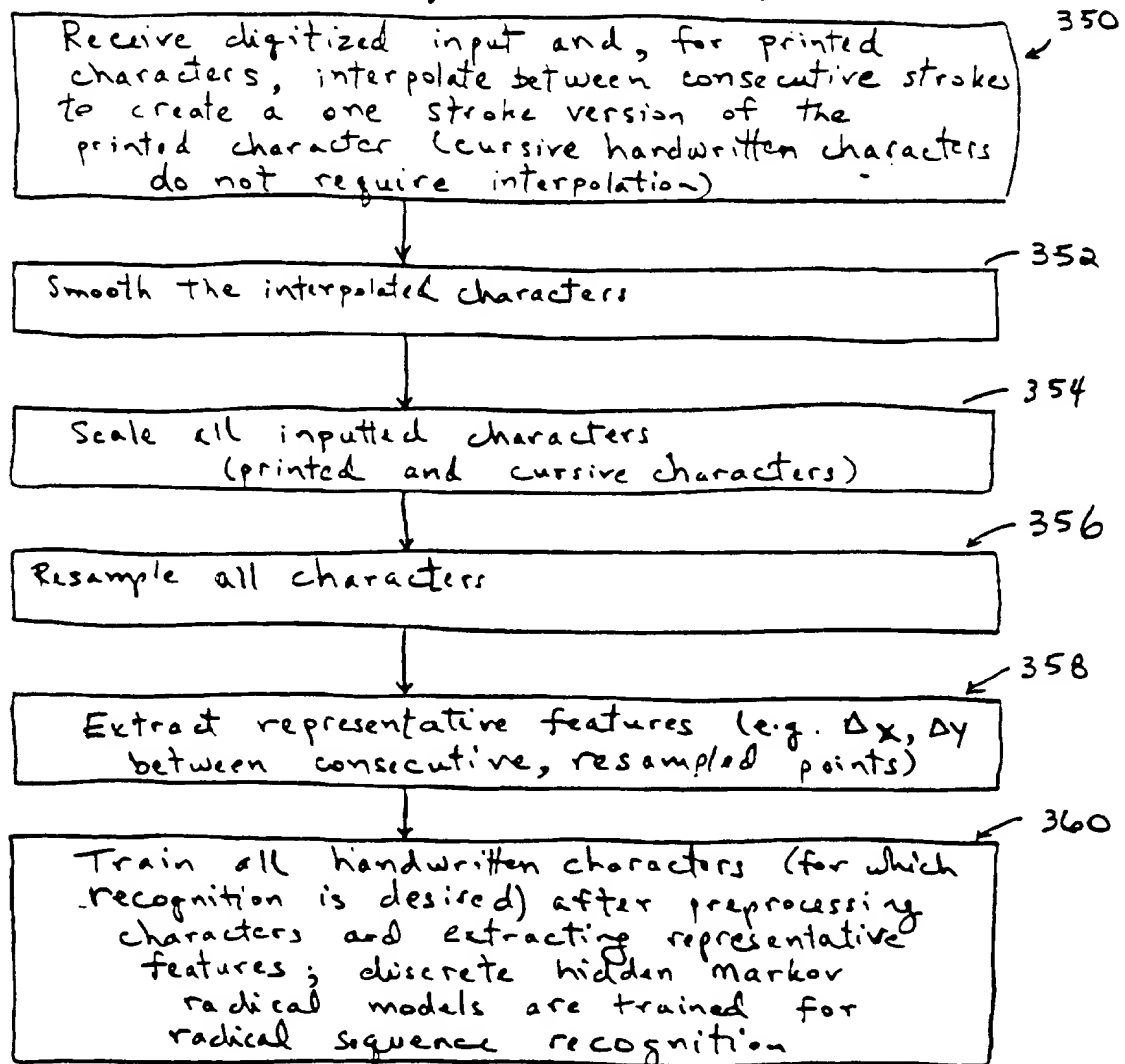 350
Receive digitized input and, for printed
characters, interpolate between consecutive strokes
to create a one stroke version of the
printed character (cursive handwritten characters
do not require interpolation)
352
Smooth the interpolated characters
354
Scale all inputted characters
(printed and cursive characters)
356
Resample all characters
358
Extract representative features (e.g. Δx, Δy
between consecutive, resampled points)
360
Train all handwritten characters (for which
recognition is desired) after preprocessing
characters and extracting representative
features; discrete hidden markov
radical models are trained for
radical sequence recognition